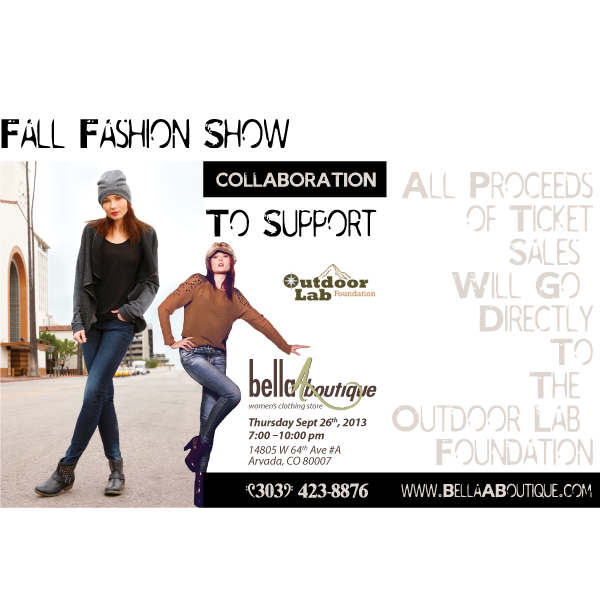 Fall Fashion Show
COLLABORATION
To Support
Outdoor
Lab Foundation
bella A boutique
women's clothing store
Thursday Sept 26th, 2013
7:00 –10:00 pm
14805 W 64th Ave #A
Arvada, CO 80007
(303) 423-8876
All Proceeds
of Ticket
Sales
Will Go
Directly
To
The
Outdoor Lab
Foundation
www.BellaABoutique.com